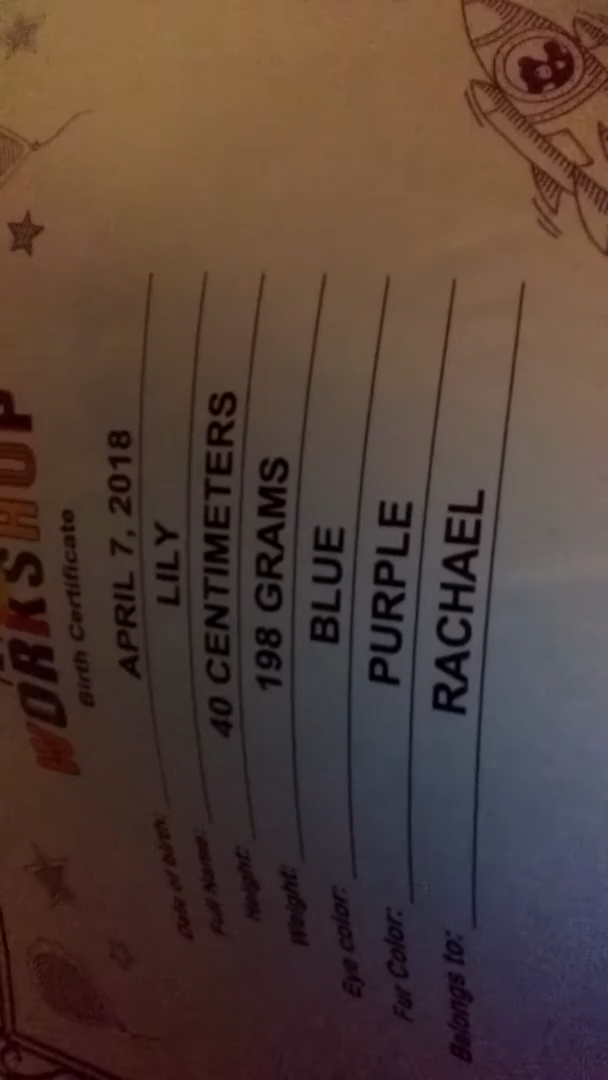 WORKSHOP
Birth Certificate
Date of birth: APRIL 7, 2018
Full Name: LILY
Height: 40 CENTIMETERS
Weight: 198 GRAMS
Eye color: BLUE
Fur Color: PURPLE
Belongs to: RACHAEL